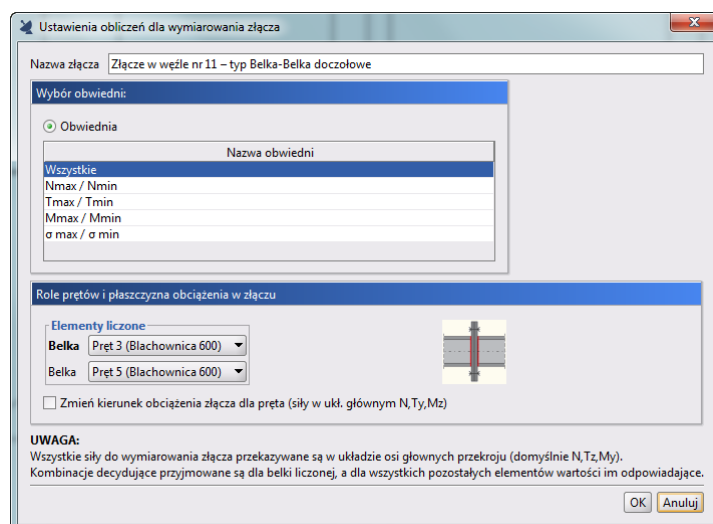 Ustawienia obliczeń dla wymiarowania złącza
Nazwa złącza Złącze w węźle nr 11 – typ Belka-Belka doczołowe
Wybór obwiedni:
Obwiednia
Nazwa obwiedni
Wszystkie
Nmax / Nmin
Tmax / Tmin
Mmax / Mmin
σ max / σ min
Role prętów i płaszczyzna obciążenia w złączu
Elementy liczone
Belka Pręt 3 (Blachownica 600)
Belka Pręt 5 (Blachownica 600)
Zmień kierunek obciążenia złącza dla pręta (siły w ukł. głównym N,Ty,Mz)
UWAGA:
Wszystkie siły do wymiarowania złącza przekazywane są w układzie osi głownych przekroju (domyślnie N,Tz,My).
Kombinacje decydujące przyjmowane są dla belki liczonej, a dla wszystkich pozostałych elementów wartości im odpowiadające.
OK Anuluj